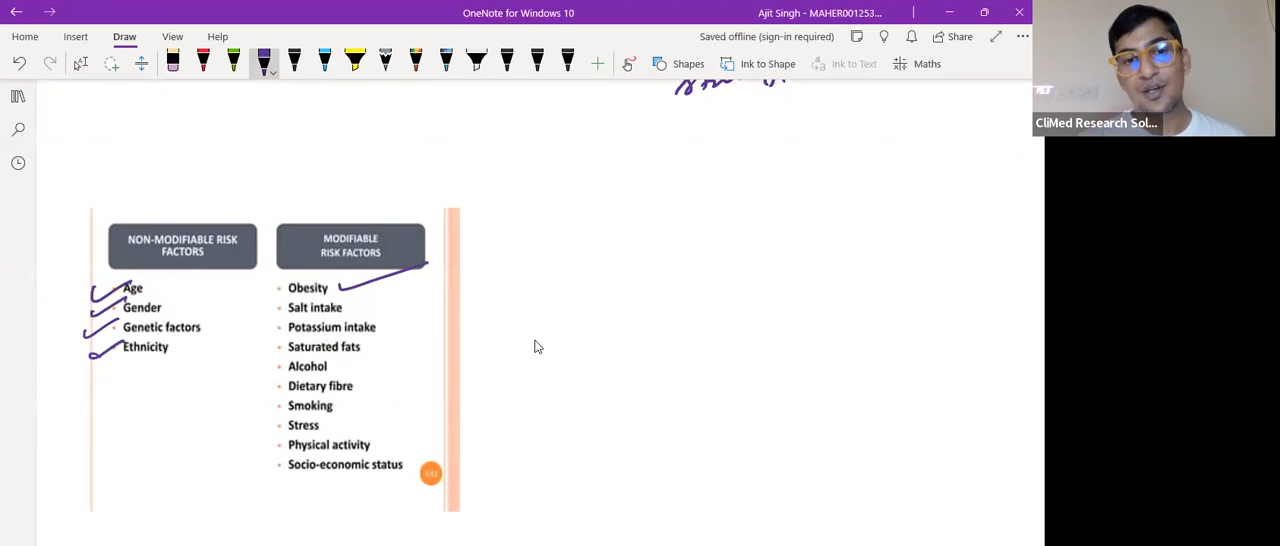 OneNote for Windows 10
Ajit Singh - MAHER001253...
Home Insert Draw View Help
Saved offline (sign-in required)
Share
Shapes
Ink to Shape
Ink to Text
Maths
CliMed Research Sol...
NON-MODIFIABLE RISK
FACTORS
Age
Gender
Genetic factors
Ethnicity
MODIFIABLE
RISK FACTORS
Obesity
Salt intake
Potassium intake
Saturated fats
Alcohol
Dietary fibre
Smoking
Stress
Physical activity
Socio-economic status